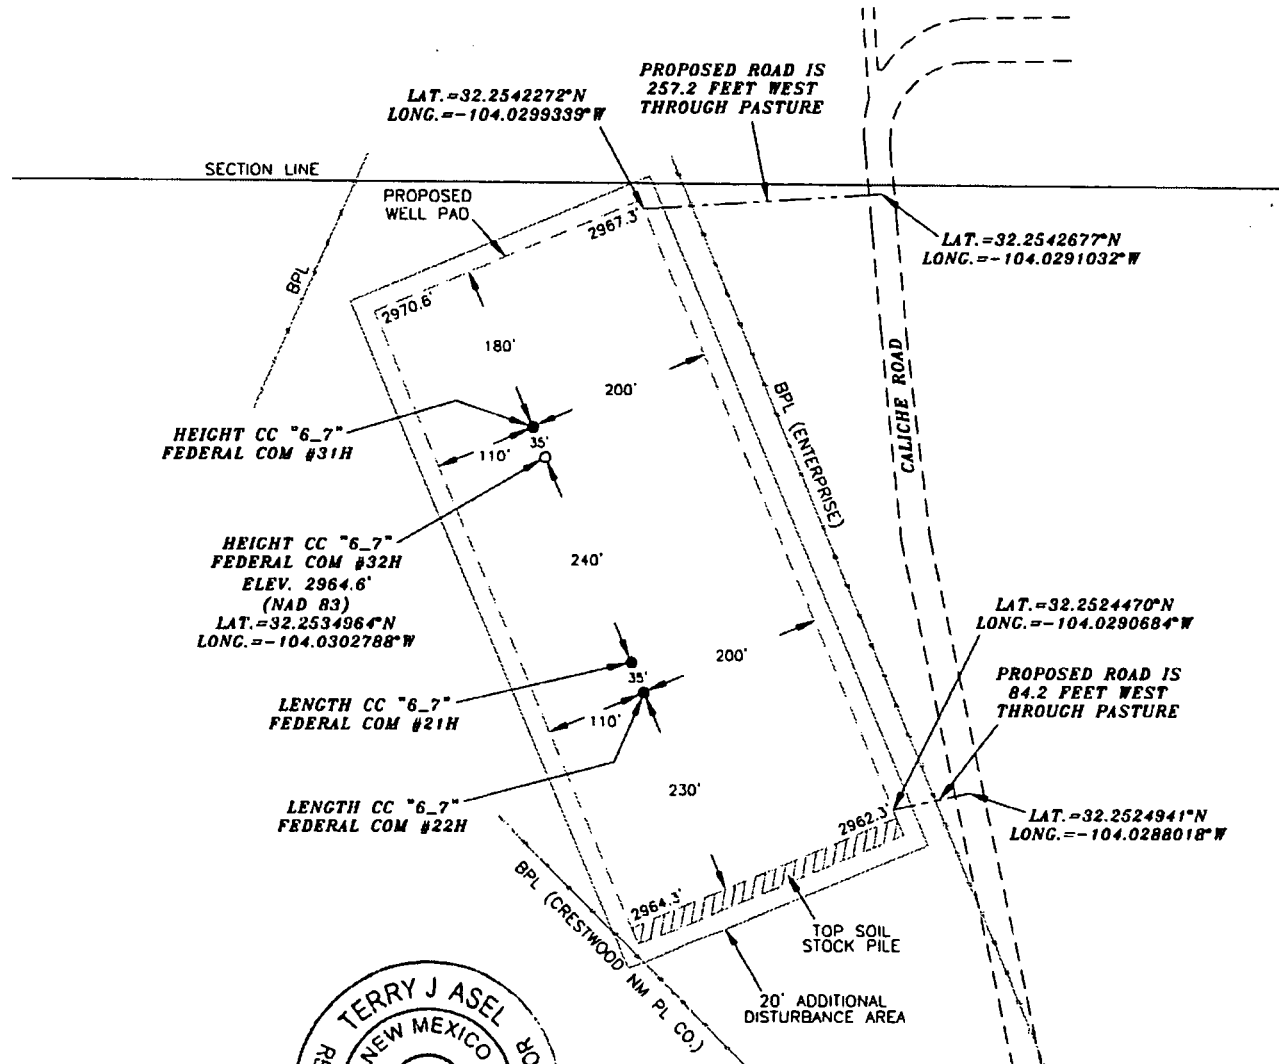 PROPOSED ROAD IS
257.2 FEET WEST
THROUGH PASTURE
LAT.=32.2542272°N
LONG.=-104.0299339°W
SECTION LINE
PROPOSED
WELL PAD
2967.3'
LAT.=32.2542677°N
LONG.=-104.0291032°W
BPL
2970.6'
180'
200'
BPL (ENTERPRISE)
CALICHE ROAD
HEIGHT CC "6_7"
FEDERAL COM #31H
35'
110'
HEIGHT CC "6_7"
FEDERAL COM #32H
ELEV. 2964.6'
(NAD 83)
LAT.=32.2534964°N
LONG.=-104.0302788°W
240'
LAT.=32.2524470°N
LONG.=-104.0290684°W
200'
PROPOSED ROAD IS
84.2 FEET WEST
THROUGH PASTURE
LENGTH CC "6_7"
FEDERAL COM #21H
35'
110'
230'
LENGTH CC "6_7"
FEDERAL COM #22H
2962.3'
LAT.=32.2524941°N
LONG.=-104.0288018°W
2964.3'
BPL (CRESTWOOD NM PL CO.)
TOP SOIL
STOCK PILE
20' ADDITIONAL
DISTURBANCE AREA
TERRY J ASEL
NEW MEXICO